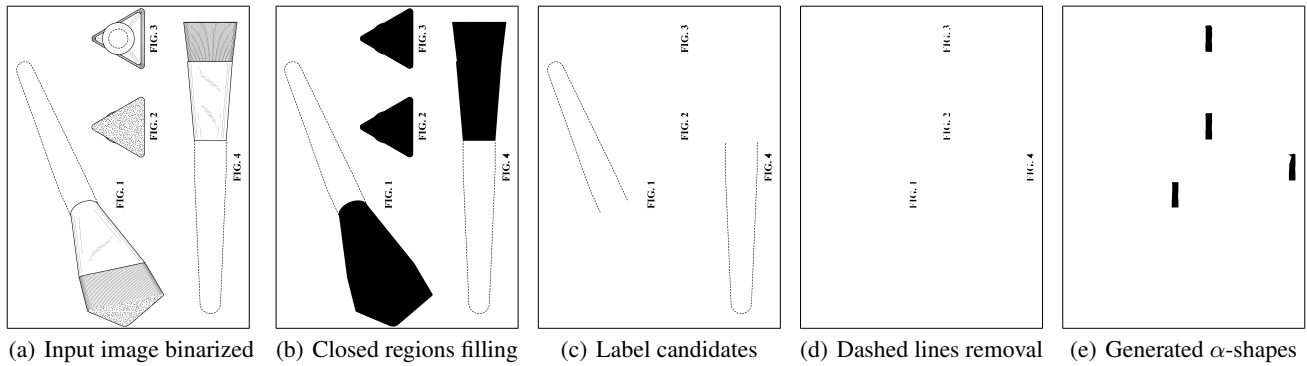 FIG. 3
FIG. 2
FIG. 1
FIG. 4
FIG. 3
FIG. 2
FIG. 1
FIG. 4
FIG. 3
FIG. 2
FIG. 1
FIG. 4
FIG. 3
FIG. 2
FIG. 1
FIG. 4
(a) Input image binarized (b) Closed regions filling (c) Label candidates (d) Dashed lines removal (e) Generated α-shapes